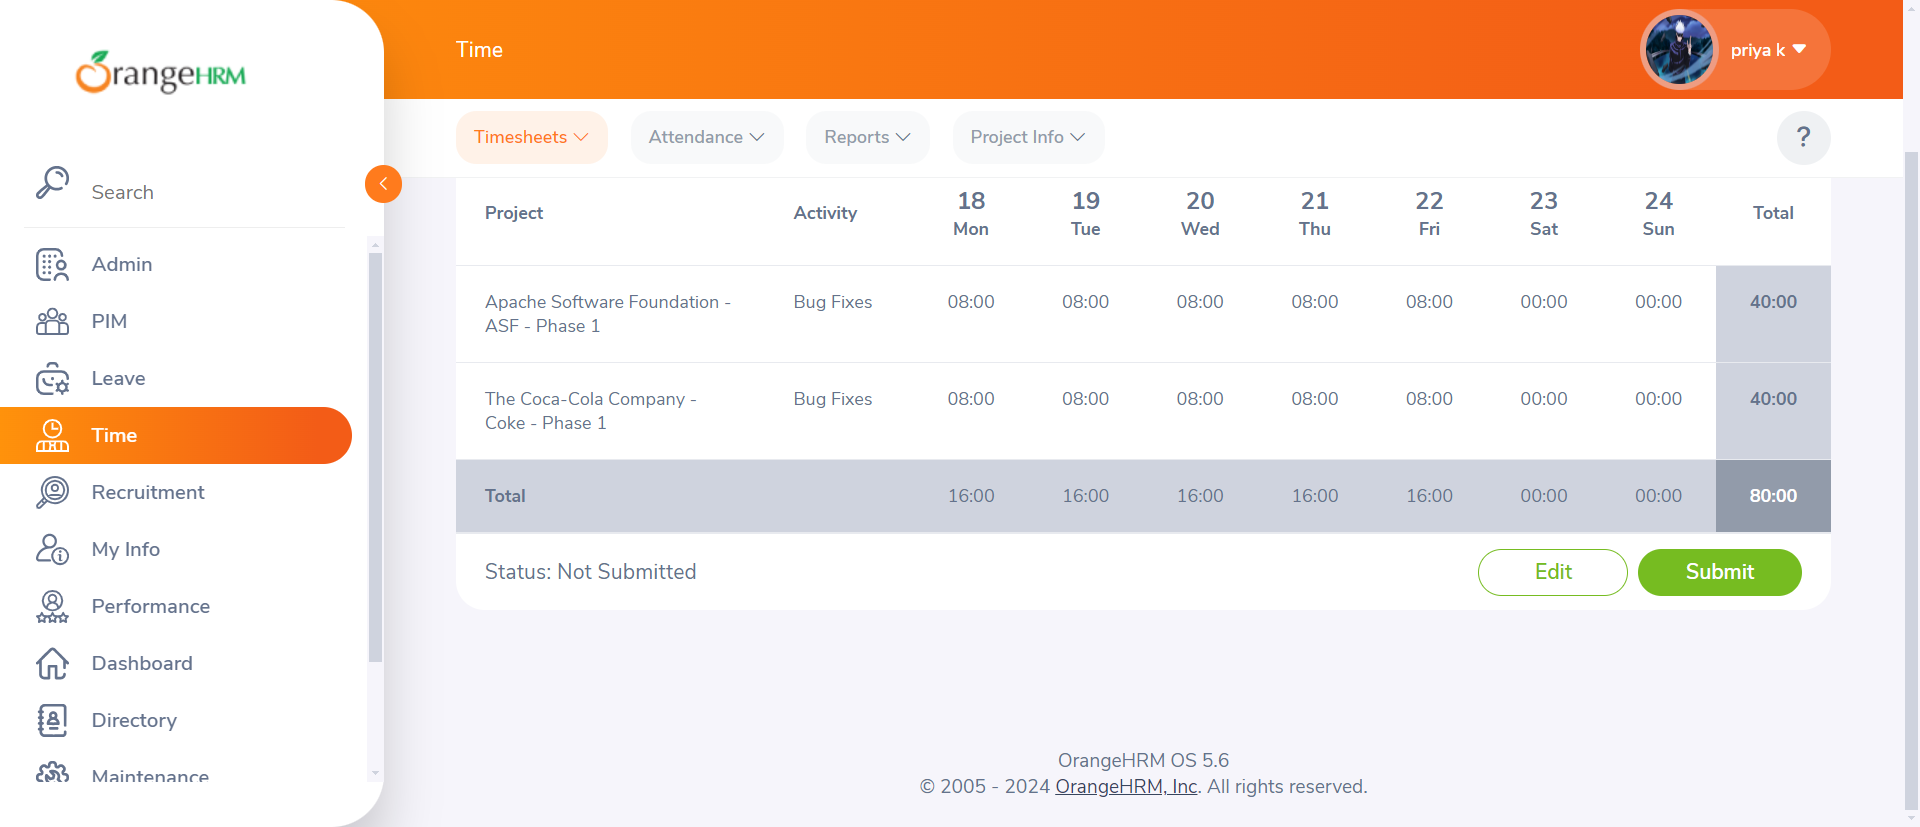 OrangeHRM
Time
priya k
Timesheets
Attendance
Reports
Project Info
?
Search
Admin
PIM
Leave
Time
Recruitment
My Info
Performance
Dashboard
Directory
Maintenance
Project Activity 18 Mon 19 Tue 20 Wed 21 Thu 22 Fri 23 Sat 24 Sun Total
Apache Software Foundation - Bug Fixes 08:00 08:00 08:00 08:00 08:00 00:00 00:00 40:00
ASF - Phase 1
The Coca-Cola Company - Bug Fixes 08:00 08:00 08:00 08:00 08:00 00:00 00:00 40:00
Coke - Phase 1
Total 16:00 16:00 16:00 16:00 16:00 00:00 00:00 80:00
Status: Not Submitted
Edit
Submit
OrangeHRM OS 5.6
© 2005 - 2024 OrangeHRM, Inc. All rights reserved.